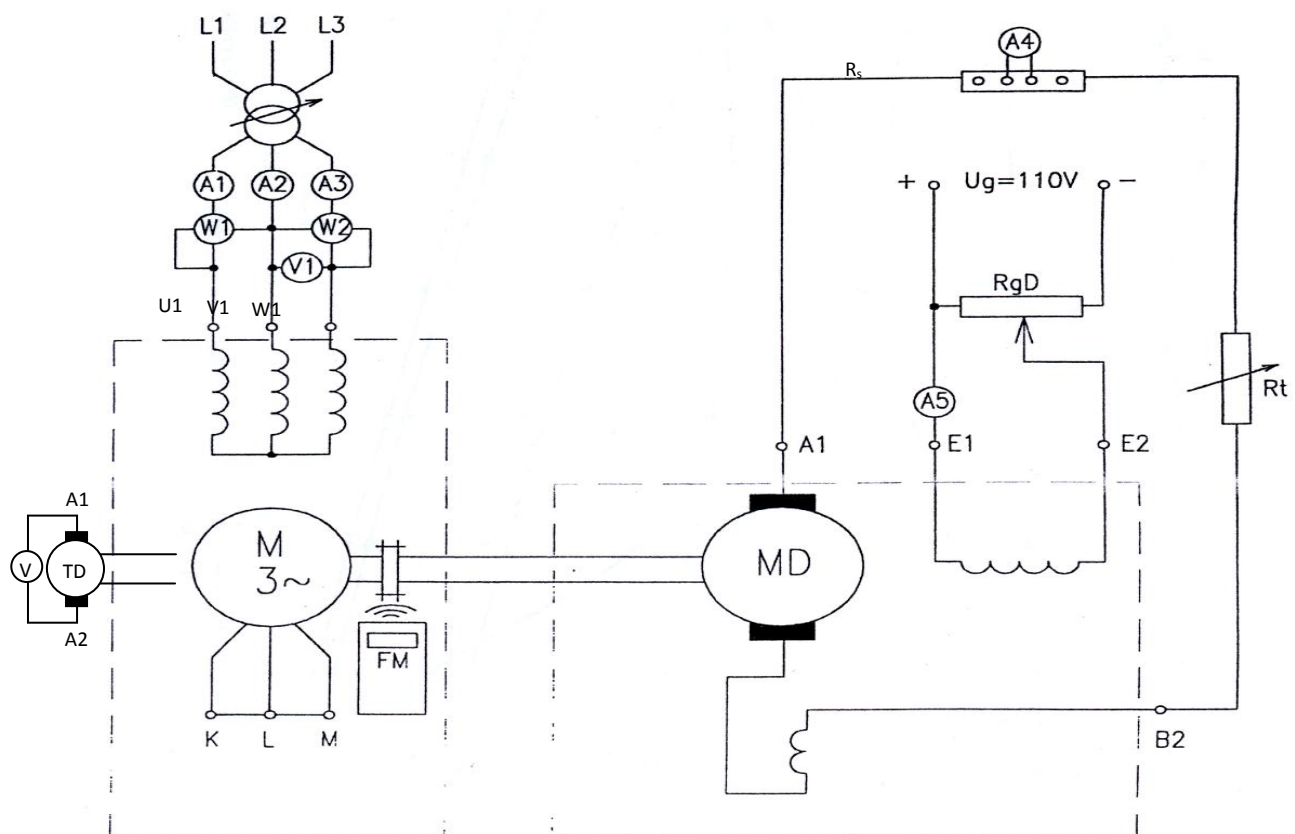 L1 L2 L3
A4
Rs
A1 A2 A3
+ Ug=110V −
W1 W2
V1
RgD
U1 V1 W1
Rt
A5
A1 E1 E2
A1
M
3~
MD
V TD
A2
FM
K L M
B2